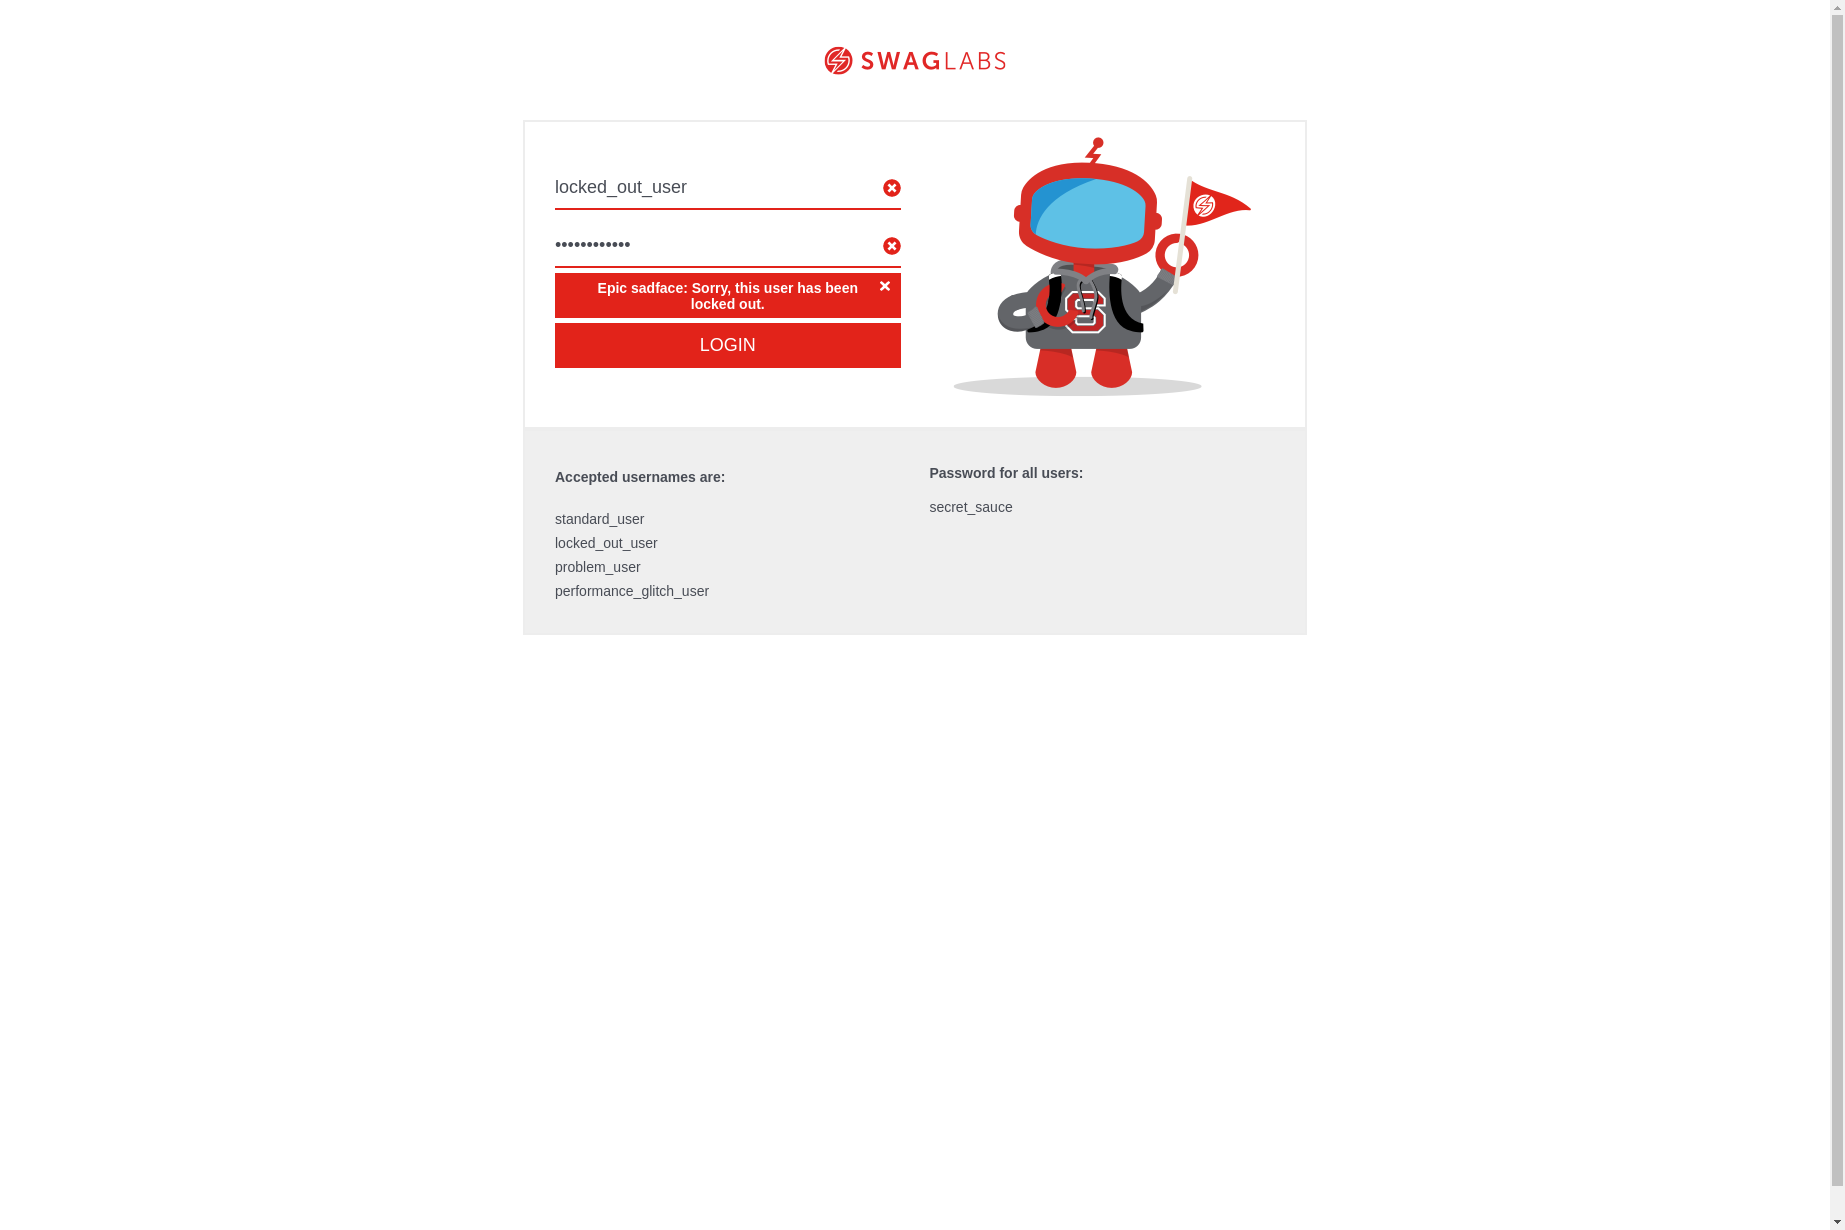 SWAGLABS
locked_out_user
••••••••••••
Epic sadface: Sorry, this user has been
locked out.
LOGIN
S
Accepted usernames are:
standard_user
locked_out_user
problem_user
performance_glitch_user
Password for all users:
secret_sauce